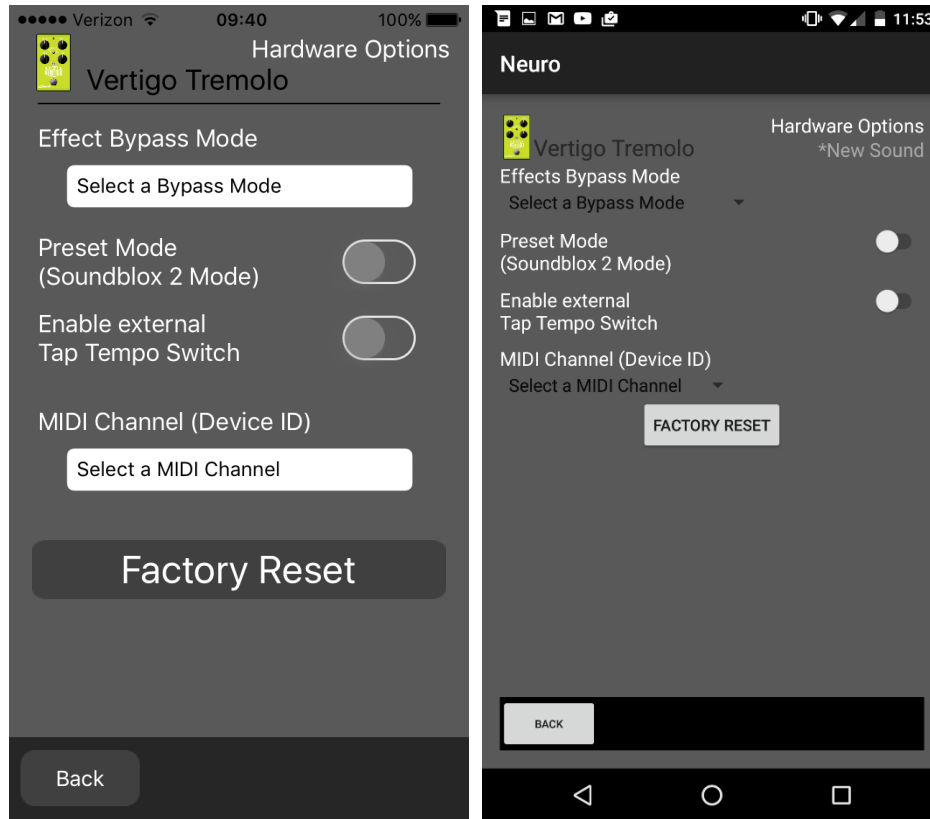 Verizon 09:40 100%
Hardware Options
Vertigo Tremolo
Effect Bypass Mode
Select a Bypass Mode
Preset Mode
(Soundblox 2 Mode)
Enable external
Tap Tempo Switch
MIDI Channel (Device ID)
Select a MIDI Channel
Factory Reset
Back
11:53
Neuro
Hardware Options
Vertigo Tremolo
*New Sound
Effects Bypass Mode
Select a Bypass Mode
Preset Mode
(Soundblox 2 Mode)
Enable external
Tap Tempo Switch
MIDI Channel (Device ID)
Select a MIDI Channel
FACTORY RESET
BACK